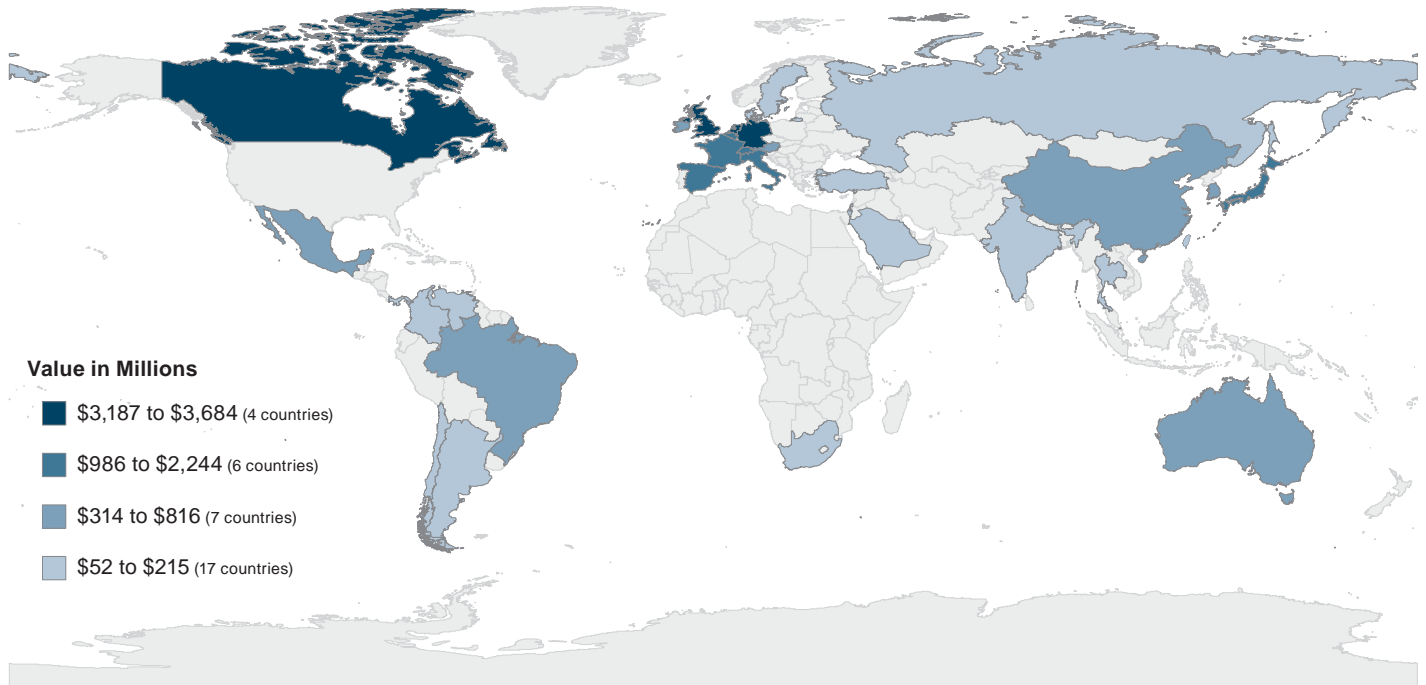 Value in Millions
$3,187 to $3,684 (4 countries)
$986 to $2,244 (6 countries)
$314 to $816 (7 countries)
$52 to $215 (17 countries)